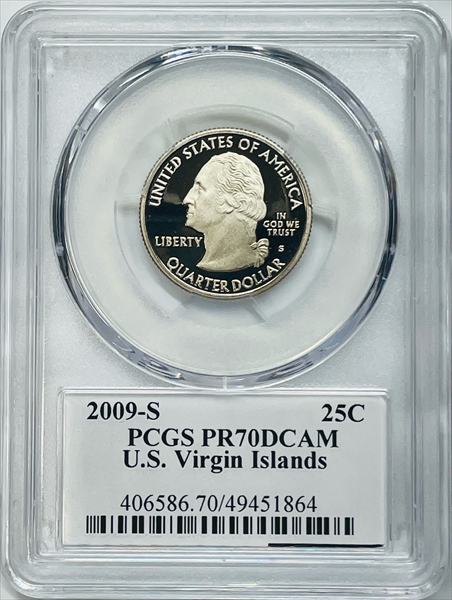 UNITED STATES OF AMERICA
LIBERTY
IN
GOD WE
TRUST
S
QUARTER DOLLAR
2009-S 25C
PCGS PR70DCAM
U.S. Virgin Islands
406586.70/49451864